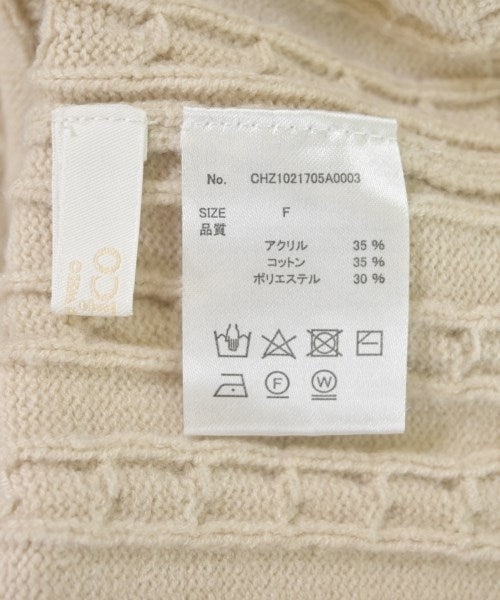 No. CHZ1021705A0003
SIZE F
品質
アクリル 35 %
コットン 35 %
ポリエステル 30 %
F
W